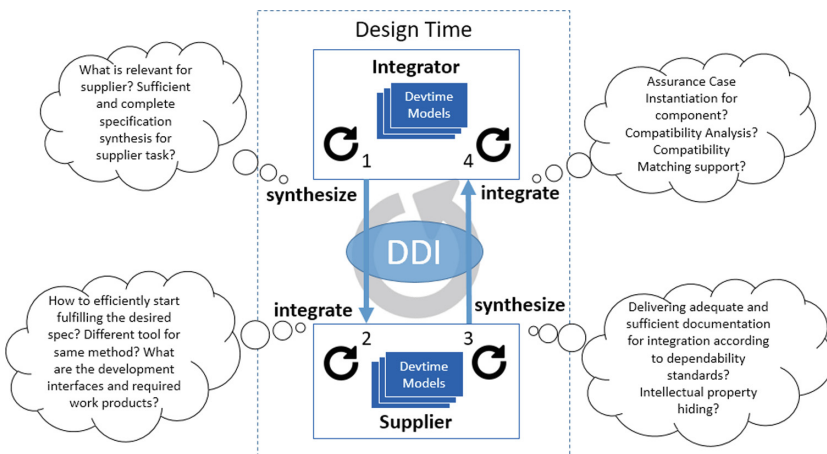 Design Time
What is relevant for
supplier? Sufficient
and complete
specification
synthesis for
supplier task?
Integrator
Devtime
Models
1
4
Assurance Case
Instantiation for
component?
Compatibility Analysis?
Compatibility
Matching support?
synthesize
integrate
DDI
How to efficiently start
fulfilling the desired
spec? Different tool for
same method? What
are the development
interfaces and required
work products?
integrate
synthesize
2
3
Devtime
Models
Supplier
Delivering adequate and
sufficient documentation
for integration according
to dependability
standards?
Intellectual property
hiding?